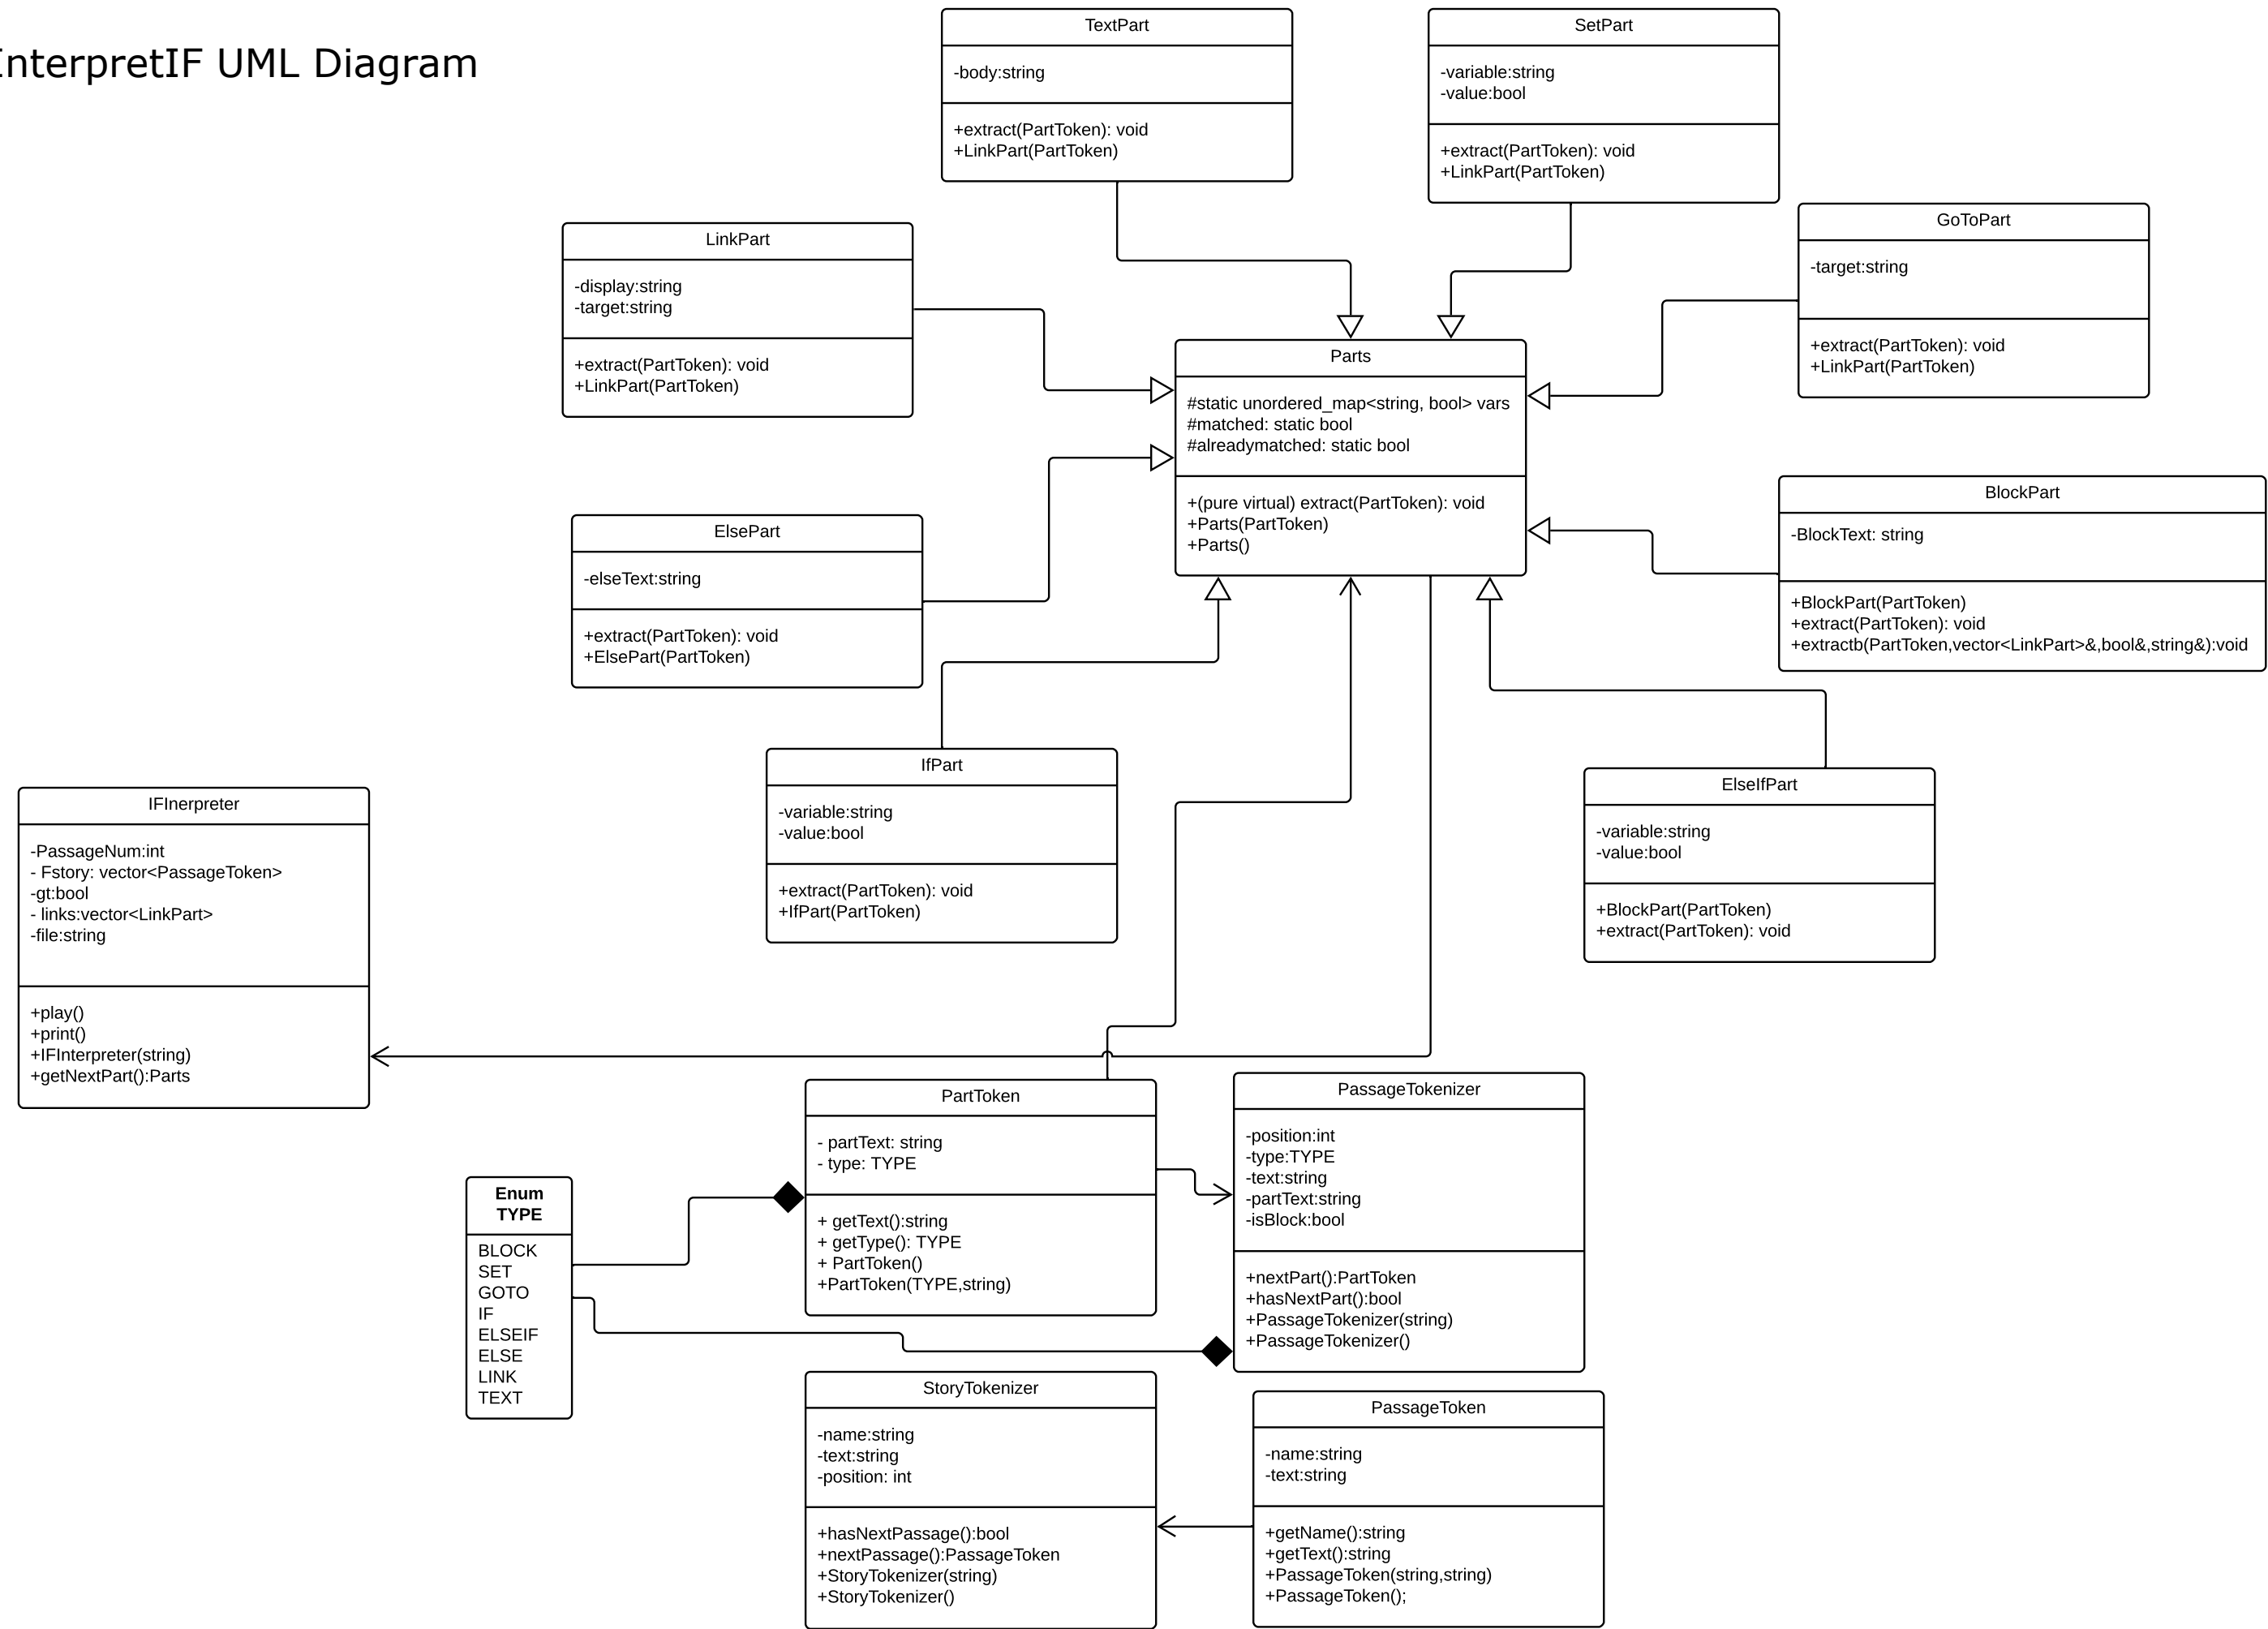 InterpretIF UML Diagram
TextPart
-body:string
+extract(PartToken): void
+LinkPart(PartToken)
SetPart
-variable:string
-value:bool
+extract(PartToken): void
+LinkPart(PartToken)
GoToPart
-target:string
+extract(PartToken): void
+LinkPart(PartToken)
LinkPart
-display:string
-target:string
+extract(PartToken): void
+LinkPart(PartToken)
Parts
#static unordered_map<string, bool> vars
#matched: static bool
#alreadymatched: static bool
+(pure virtual) extract(PartToken): void
+Parts(PartToken)
+Parts()
BlockPart
-BlockText: string
+BlockPart(PartToken)
+extract(PartToken): void
+extractb(PartToken,vector<LinkPart>&,bool&,string&):void
ElsePart
-elseText:string
+extract(PartToken): void
+ElsePart(PartToken)
IfPart
-variable:string
-value:bool
+extract(PartToken): void
+IfPart(PartToken)
ElseIfPart
-variable:string
-value:bool
+BlockPart(PartToken)
+extract(PartToken): void
IFInerpreter
-PassageNum:int
- Fstory: vector<PassageToken>
-gt:bool
- links:vector<LinkPart>
-file:string
+play()
+print()
+IFInterpreter(string)
+getNextPart():Parts
PartToken
- partText: string
- type: TYPE
+ getText():string
+ getType(): TYPE
+ PartToken()
+PartToken(TYPE,string)
PassageTokenizer
-position:int
-type:TYPE
-text:string
-partText:string
-isBlock:bool
+nextPart():PartToken
+hasNextPart():bool
+PassageTokenizer(string)
+PassageTokenizer()
Enum
TYPE
BLOCK
SET
GOTO
IF
ELSEIF
ELSE
LINK
TEXT
StoryTokenizer
-name:string
-text:string
-position: int
+hasNextPassage():bool
+nextPassage():PassageToken
+StoryTokenizer(string)
+StoryTokenizer()
PassageToken
-name:string
-text:string
+getName():string
+getText():string
+PassageToken(string,string)
+PassageToken();